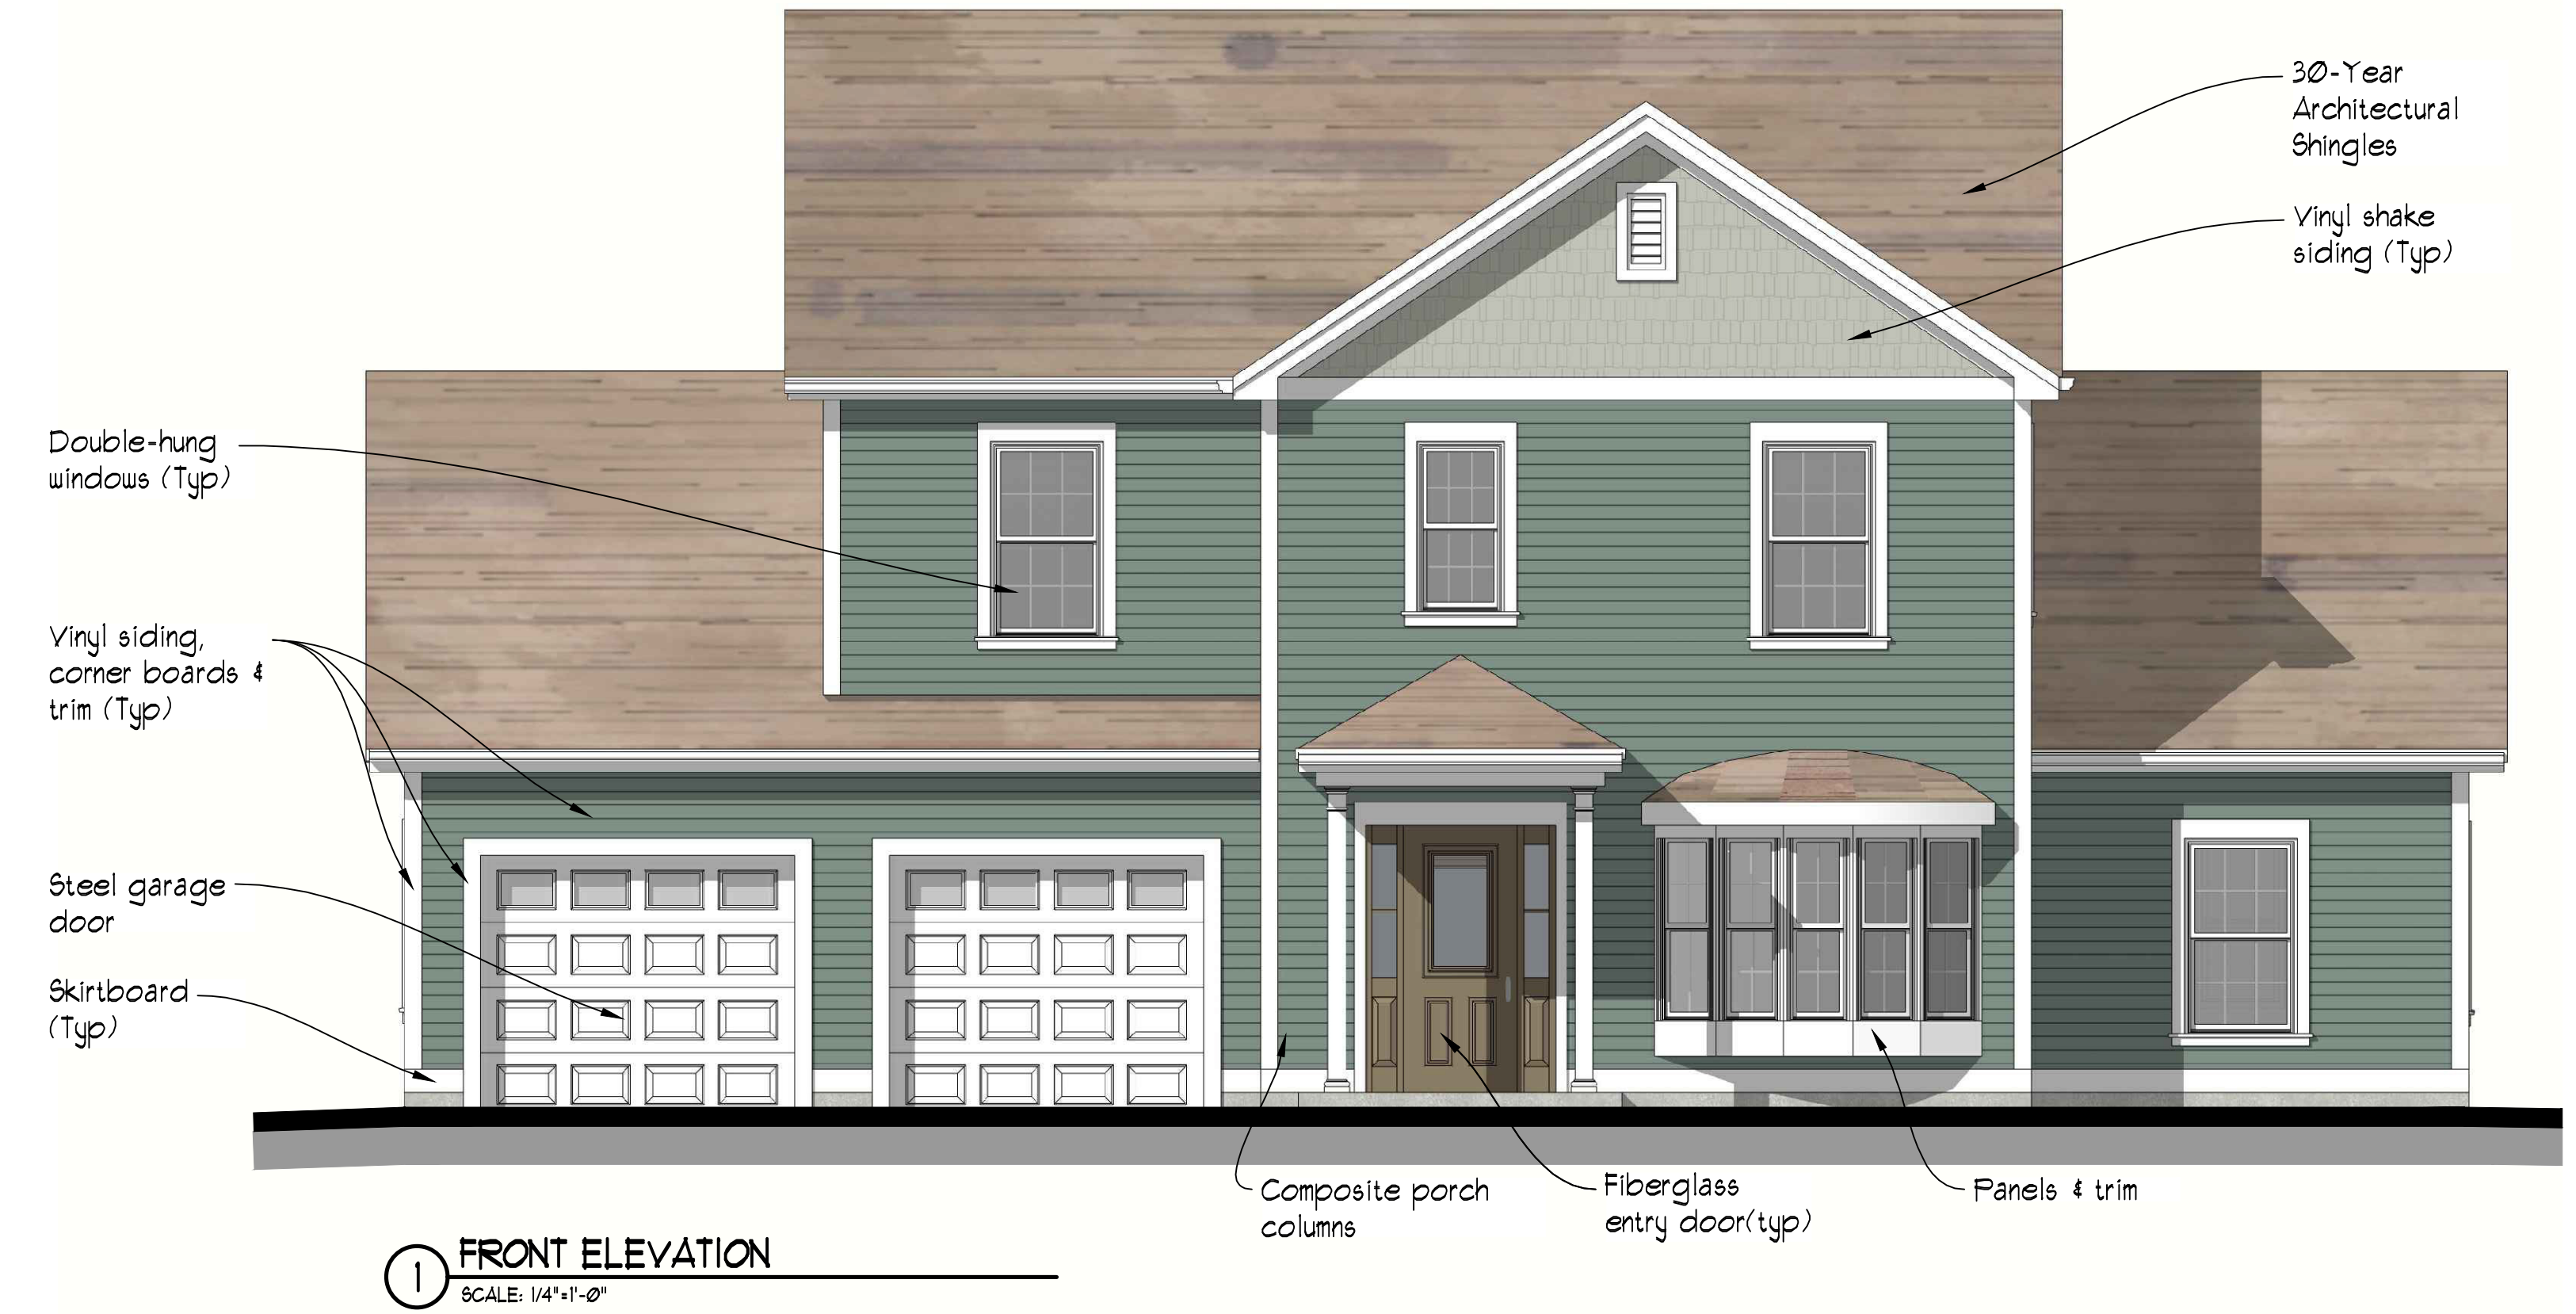 30-Year
Architectural
Shingles
Vinyl shake
siding (Typ)
Double-hung
windows (Typ)
Vinyl siding,
corner boards &
trim (Typ)
Steel garage
door
Skirtboard
(Typ)
Composite porch
columns
Fiberglass
entry door(typ)
Panels & trim
1
FRONT ELEVATION
SCALE: 1/4"=1'-0"